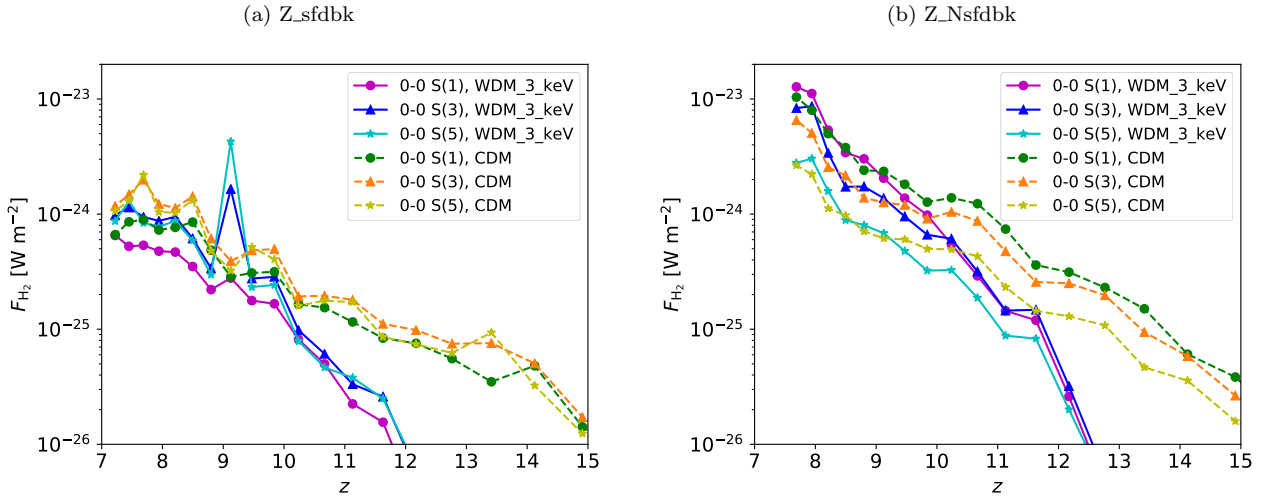 (a) Z_sfdbk
(b) Z_Nsfdbk
10⁻²³
10⁻²⁴
10⁻²⁵
10⁻²⁶
F_H₂ [W m⁻²]
0-0 S(1), WDM_3_keV
0-0 S(3), WDM_3_keV
0-0 S(5), WDM_3_keV
0-0 S(1), CDM
0-0 S(3), CDM
0-0 S(5), CDM
7 8 9 10 11 12 13 14 15
z
10⁻²³
10⁻²⁴
10⁻²⁵
10⁻²�6
F_H₂ [W m⁻²]
0-0 S(1), WDM_3_keV
0-0 S(3), WDM_3_keV
0-0 S(5), WDM_3_keV
0-0 S(1), CDM
0-0 S(3), CDM
0-0 S(5), CDM
7 8 9 10 11 12 13 14 15
z